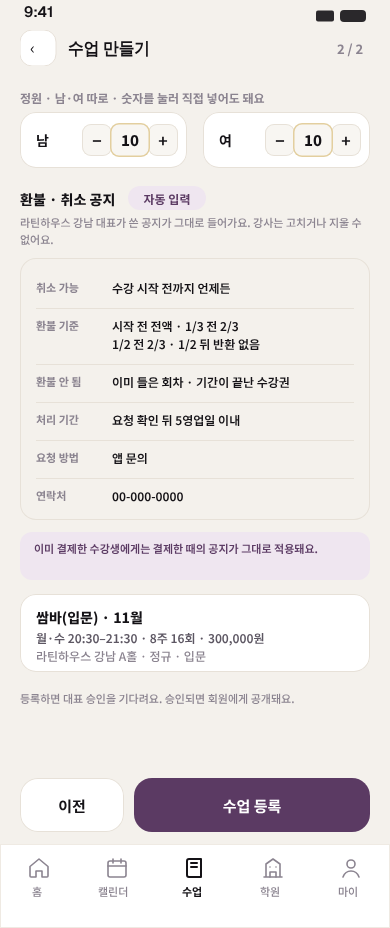 9:41
‹ 수업 만들기 2 / 2
정원 · 남·여 따로 · 숫자를 눌러 직접 넣어도 돼요
남 − 10 + 여 − 10 +
환불 · 취소 공지 자동 입력
라틴하우스 강남 대표가 쓴 공지가 그대로 들어가요. 강사는 고치거나 지울 수
없어요.
취소 가능 수강 시작 전까지 언제든
환불 기준 시작 전 전액 · 1/3 전 2/3
1/2 전 2/3 · 1/2 뒤 반환 없음
환불 안 됨 이미 들은 회차 · 기간이 끝난 수강권
처리 기간 요청 확인 뒤 5영업일 이내
요청 방법 앱 문의
연락처 00-000-0000
이미 결제한 수강생에게는 결제한 때의 공지가 그대로 적용돼요.
쌈바(입문) · 11월
월·수 20:30–21:30 · 8주 16회 · 300,000원
라틴하우스 강남 A홀 · 정규 · 입문
등록하면 대표 승인을 기다려요. 승인되면 회원에게 공개돼요.
이전 수업 등록
홈 캘린더 수업 학원 마이